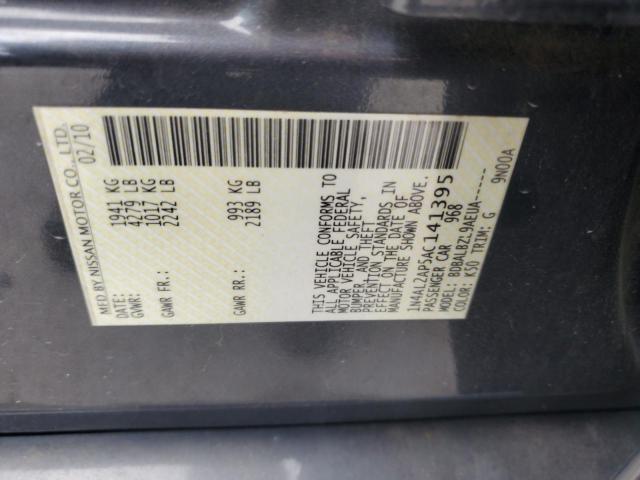 MFD BY NISSAN MOTOR CO., LTD.
DATE: 02/10
GVWR: 1941 KG
4279 LB
GAWR FR.: 1017 KG
2242 LB
GAWR RR.: 993 KG
2189 LB
THIS VEHICLE CONFORMS TO
ALL APPLICABLE FEDERAL
MOTOR VEHICLE SAFETY,
BUMPER, AND THEFT
PREVENTION STANDARDS IN
EFFECT ON THE DATE OF
MANUFACTURE SHOWN ABOVE.
1N4AL2AP3AC141395
PASSENGER CAR 968
MODEL: BDBALBZL9AEUA-----
COLOR: K50 TRIM: G
9N00A